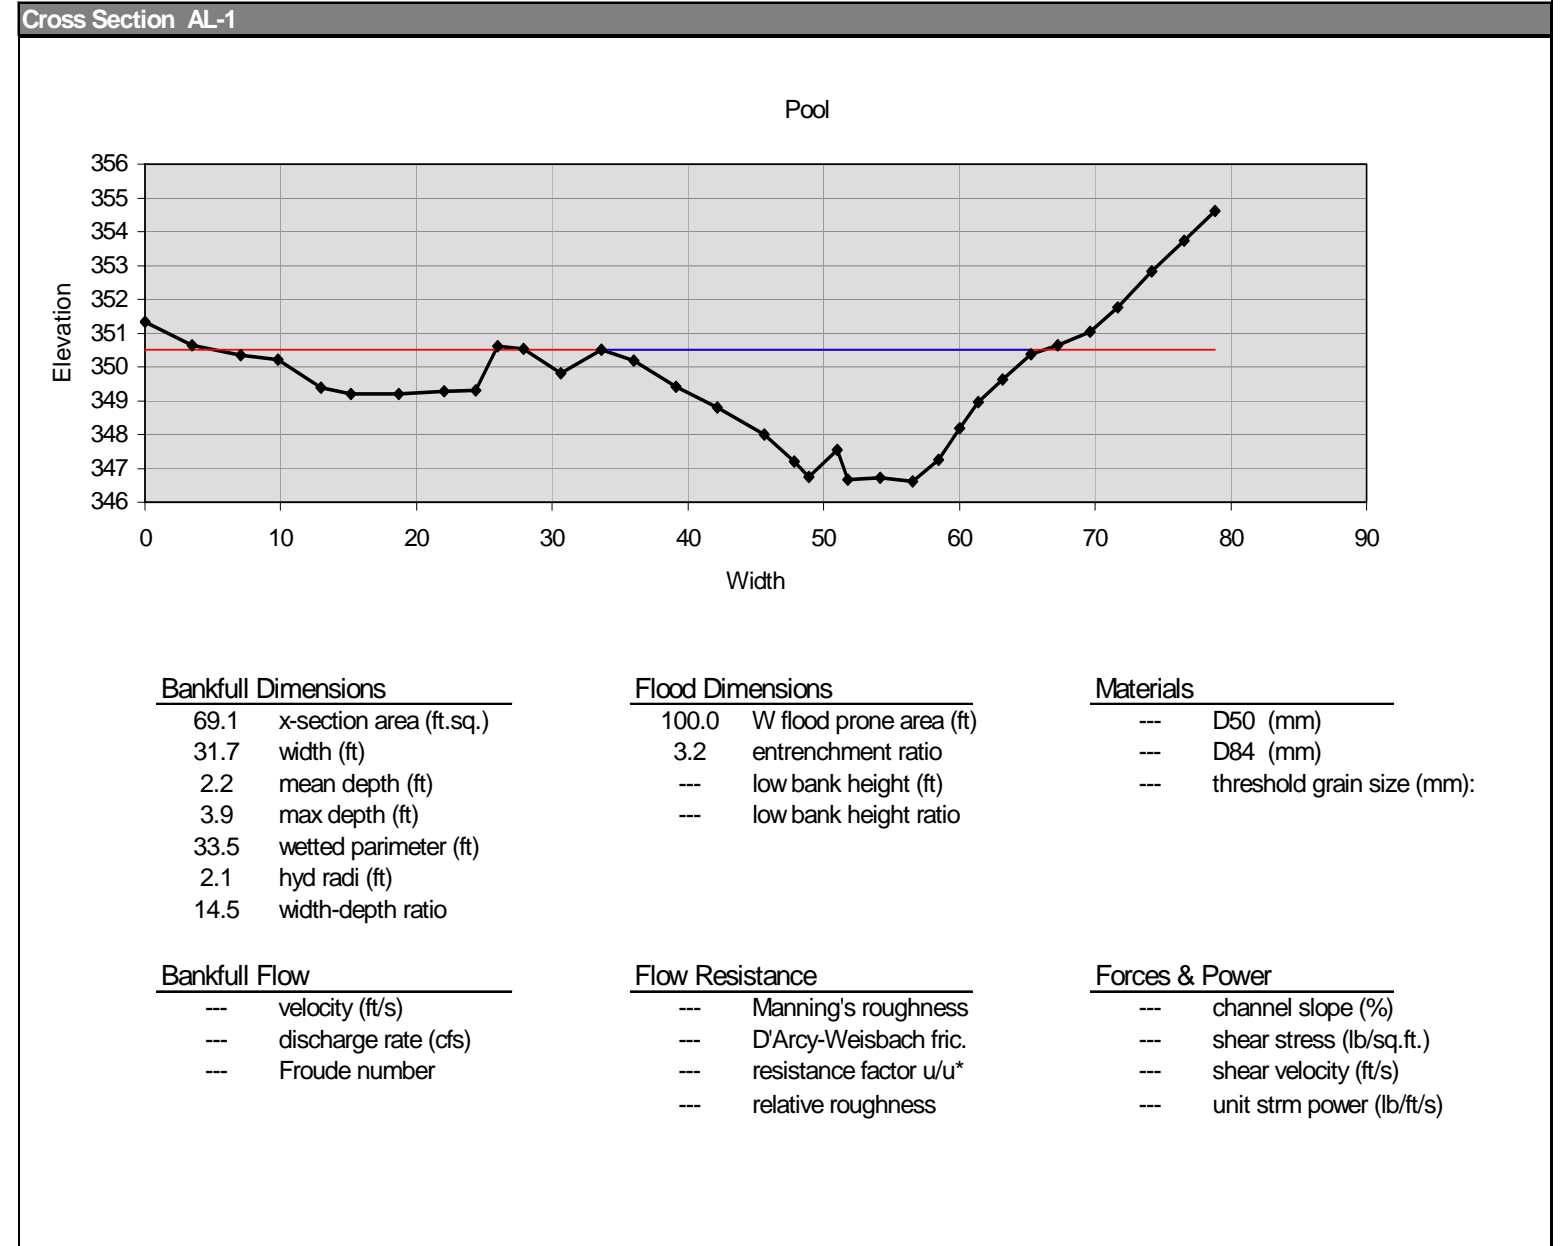 Cross Section AL-1
Pool
356
355
354
353
352
351
350
349
348
347
346
Elevation
0 10 20 30 40 50 60 70 80 90
Width
Bankfull Dimensions
69.1 x-section area (ft.sq.)
31.7 width (ft)
2.2 mean depth (ft)
3.9 max depth (ft)
33.5 wetted parimeter (ft)
2.1 hyd radi (ft)
14.5 width-depth ratio
Flood Dimensions
100.0 W flood prone area (ft)
3.2 entrenchment ratio
--- low bank height (ft)
--- low bank height ratio
Materials
--- D50 (mm)
--- D84 (mm)
--- threshold grain size (mm):
Bankfull Flow
--- velocity (ft/s)
--- discharge rate (cfs)
--- Froude number
Flow Resistance
--- Manning's roughness
--- D'Arcy-Weisbach fric.
--- resistance factor u/u*
--- relative roughness
Forces & Power
--- channel slope (%)
--- shear stress (lb/sq.ft.)
--- shear velocity (ft/s)
--- unit strm power (lb/ft/s)